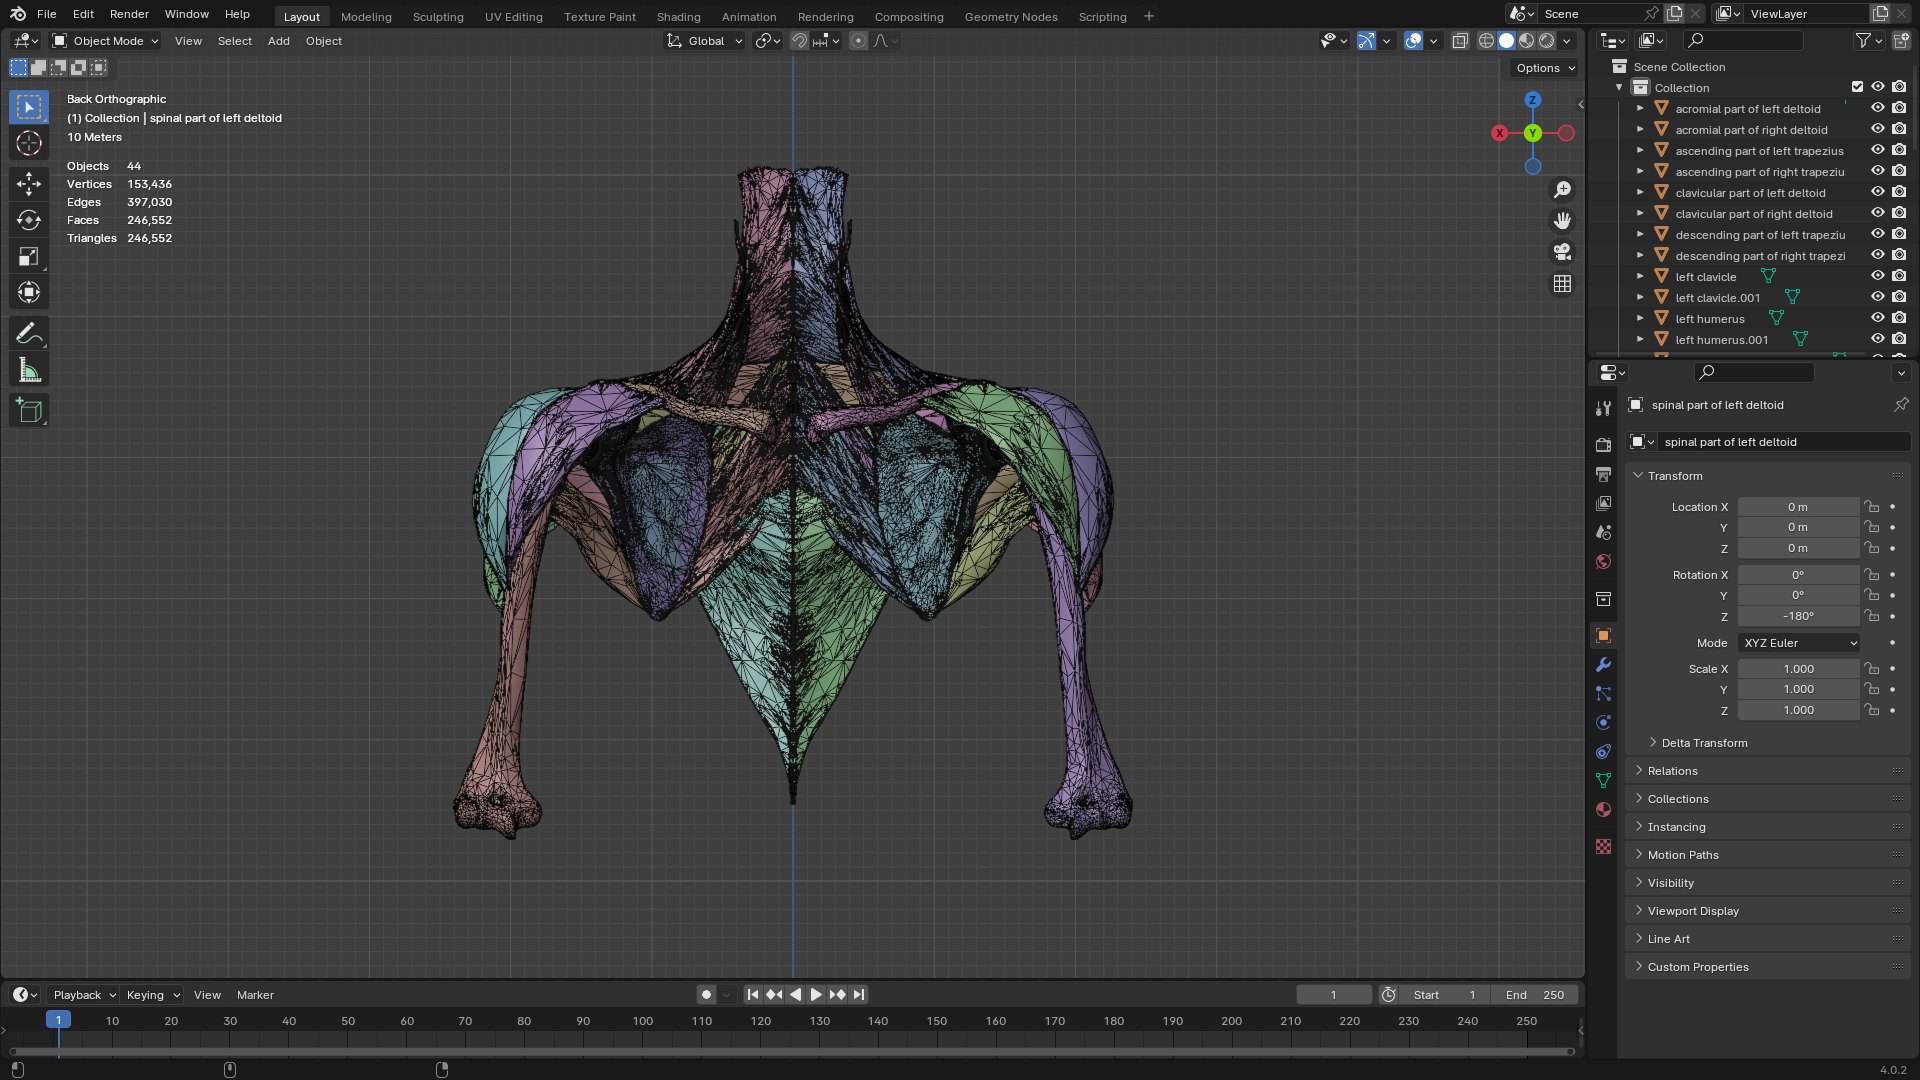 File Edit Render Window Help Layout Modeling Sculpting UV Editing Texture Paint Shading Animation Rendering Compositing Geometry Nodes Scripting + Scene ViewLayer
Object Mode View Select Add Object Global
Options
Back Orthographic
(1) Collection | spinal part of left deltoid
10 Meters
Objects 44
Vertices 153,436
Edges 397,030
Faces 246,552
Triangles 246,552
Z
X Y
Scene Collection
Collection
acromial part of left deltoid
acromial part of right deltoid
ascending part of left trapezius
ascending part of right trapeziu
clavicular part of left deltoid
clavicular part of right deltoid
descending part of left trapeziu
descending part of right trapezi
left clavicle
left clavicle.001
left humerus
left humerus.001
spinal part of left deltoid
spinal part of left deltoid
Transform
Location X 0 m
Y 0 m
Z 0 m
Rotation X 0°
Y 0°
Z -180°
Mode XYZ Euler
Scale X 1.000
Y 1.000
Z 1.000
Delta Transform
Relations
Collections
Instancing
Motion Paths
Visibility
Viewport Display
Line Art
Custom Properties
Playback Keying View Marker 1 Start 1 End 250
1 10 20 30 40 50 60 70 80 90 100 110 120 130 140 150 160 170 180 190 200 210 220 230 240 250
4.0.2